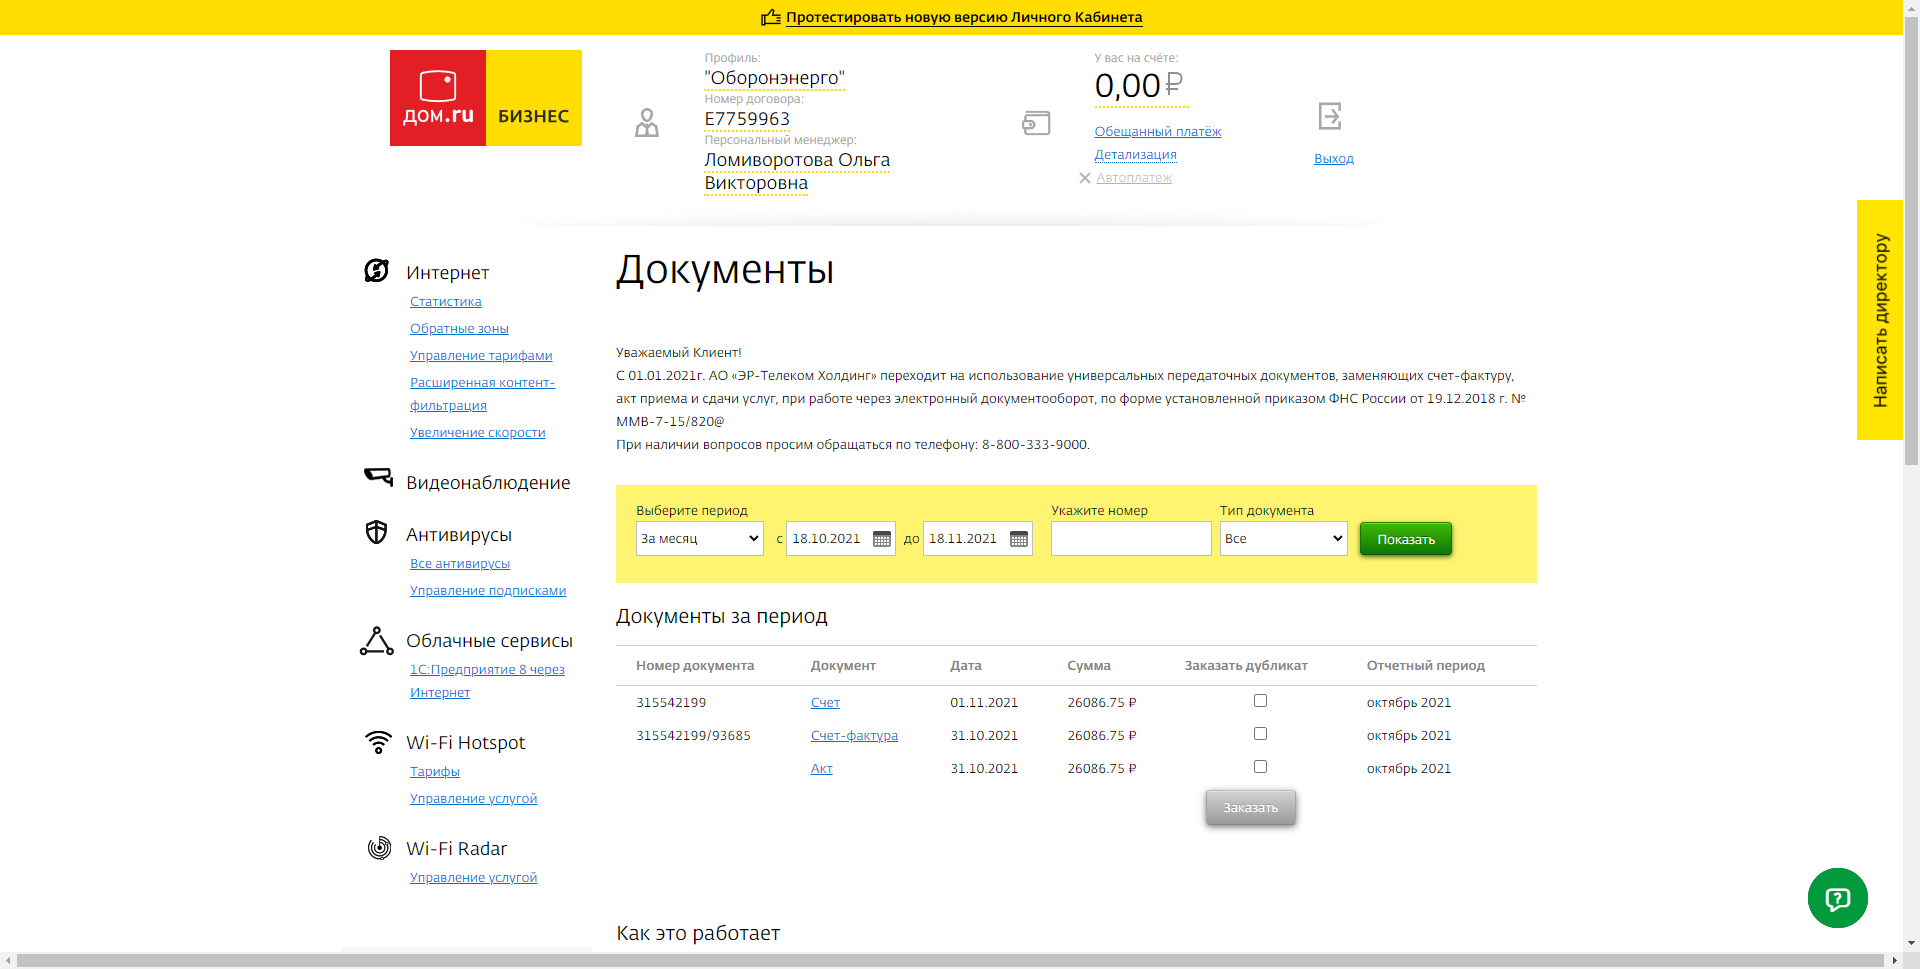 Протестировать новую версию Личного Кабинета
ДОМ.ru
БИЗНЕС
Профиль:
"Оборонэнерго"
Номер договора:
E7759963
Персональный менеджер:
Ломиворотова Ольга
Викторовна
У вас на счёте:
0,00 ₽
Обещанный платёж
Детализация
Автоплатеж
Выход
Написать директору
Интернет
Статистика
Обратные зоны
Управление тарифами
Расширенная контент-
фильтрация
Увеличение скорости
Видеонаблюдение
Антивирусы
Все антивирусы
Управление подписками
Облачные сервисы
1С:Предприятие 8 через
Интернет
Wi-Fi Hotspot
Тарифы
Управление услугой
Wi-Fi Radar
Управление услугой
Документы
Уважаемый Клиент!
С 01.01.2021г. АО «ЭР-Телеком Холдинг» переходит на использование универсальных передаточных документов, заменяющих счет-фактуру,
акт приема и сдачи услуг, при работе через электронный документооборот, по форме установленной приказом ФНС России от 19.12.2018 г. №
ММВ-7-15/820@
При наличии вопросов просим обращаться по телефону: 8-800-333-9000.
Выберите период Укажите номер Тип документа
За месяц с 18.10.2021 до 18.11.2021 Все Показать
Документы за период
Номер документа Документ Дата Сумма Заказать дубликат Отчетный период
315542199 Счет 01.11.2021 26086.75 ₽ октябрь 2021
315542199/93685 Счет-фактура 31.10.2021 26086.75 ₽ октябрь 2021
Акт 31.10.2021 26086.75 ₽ октябрь 2021
Заказать
Как это работает